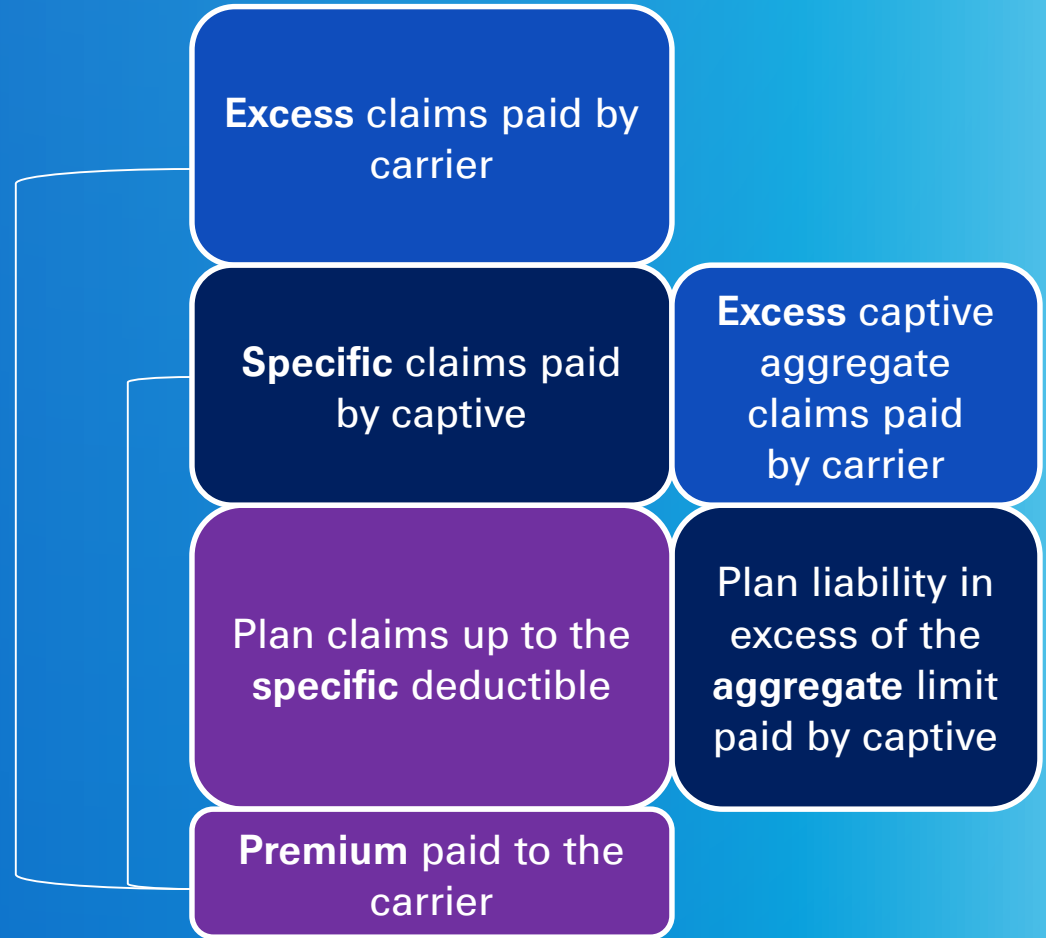 Excess claims paid by
carrier
Specific claims paid
by captive
Excess captive
aggregate
claims paid
by carrier
Plan claims up to the
specific deductible
Plan liability in
excess of the
aggregate limit
paid by captive
Premium paid to the
carrier